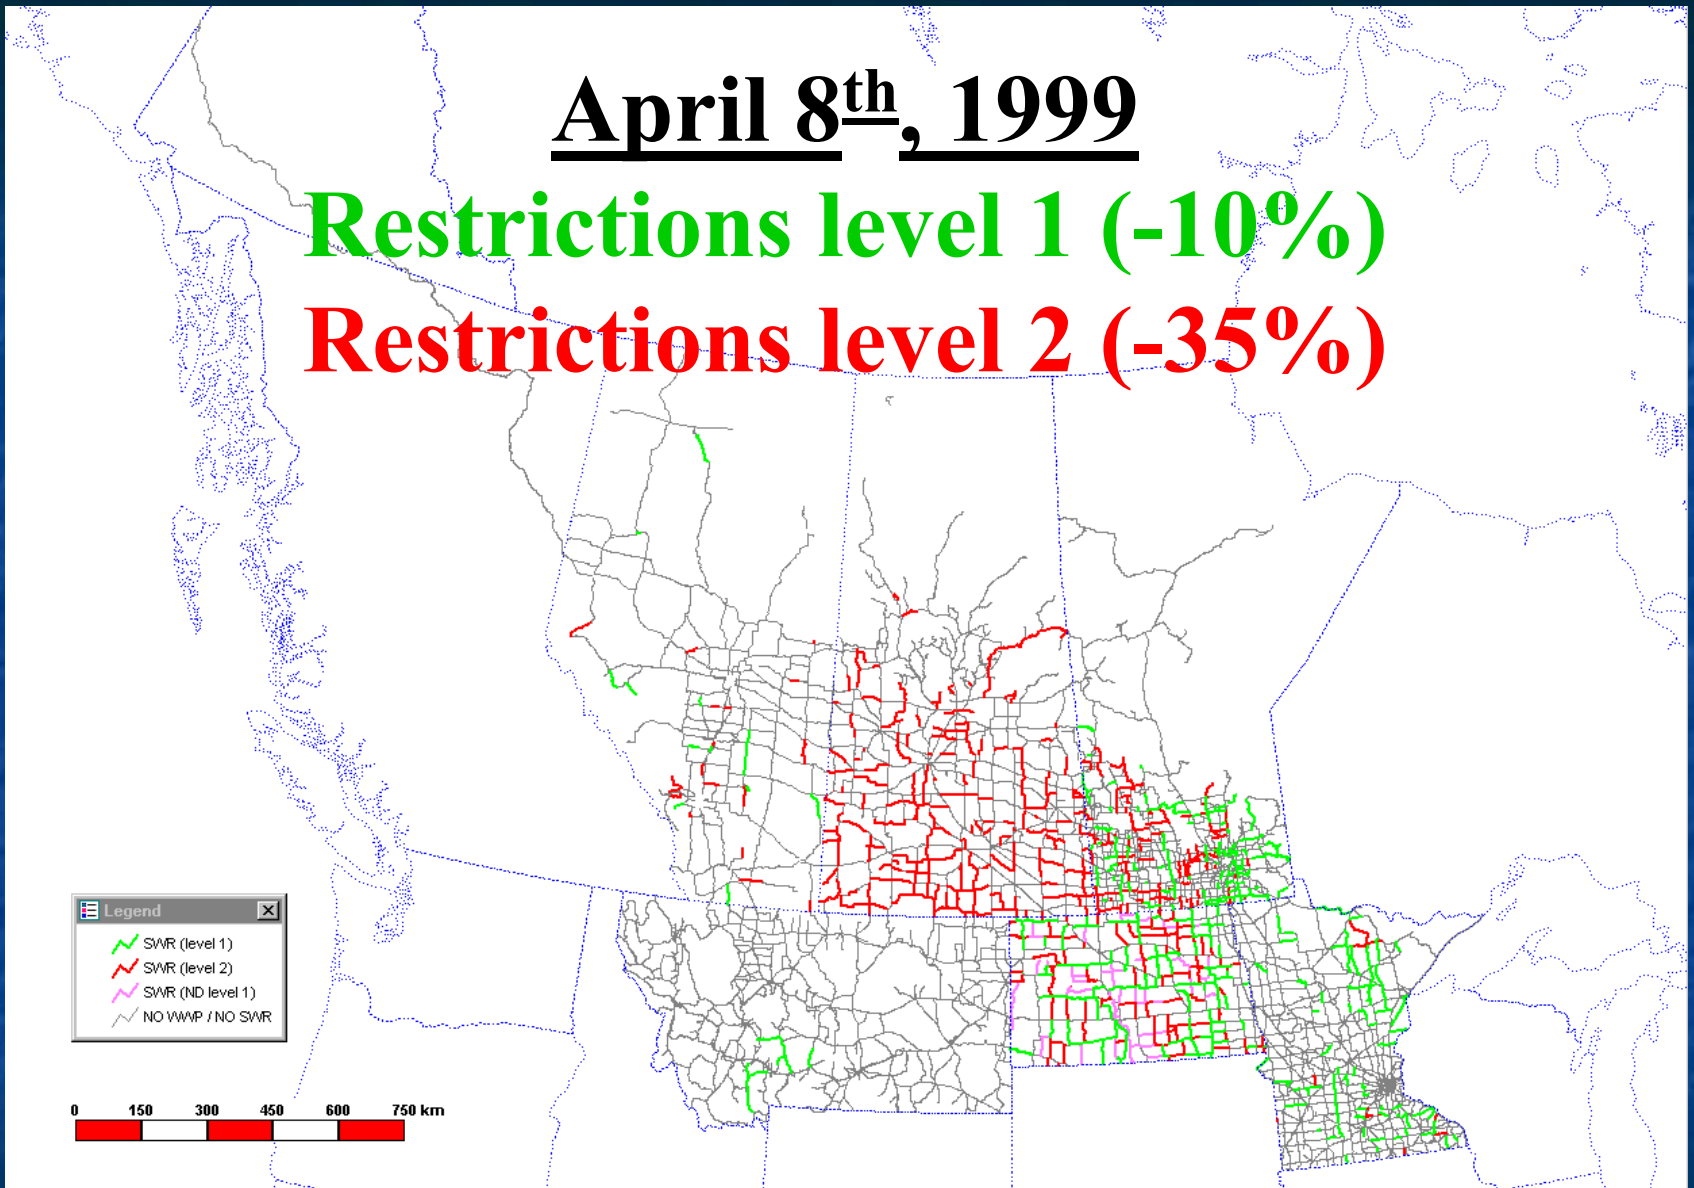 April 8th, 1999
Restrictions level 1 (-10%)
Restrictions level 2 (-35%)
Legend
SWR (level 1)
SWR (level 2)
SWR (ND level 1)
NO WWP / NO SWR
0 150 300 450 600 750 km